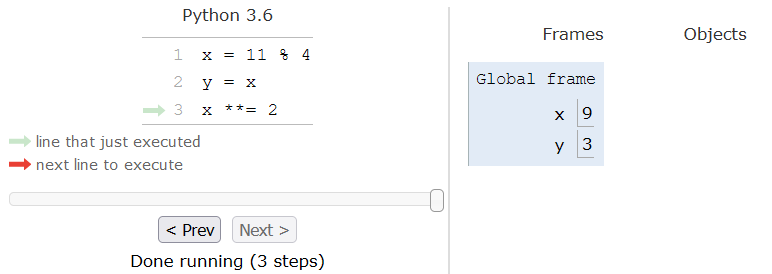 Python 3.6
1 x = 11 % 4
2 y = x
3 x **= 2
line that just executed
next line to execute
< Prev Next >
Done running (3 steps)
Frames Objects
Global frame
x 9
y 3